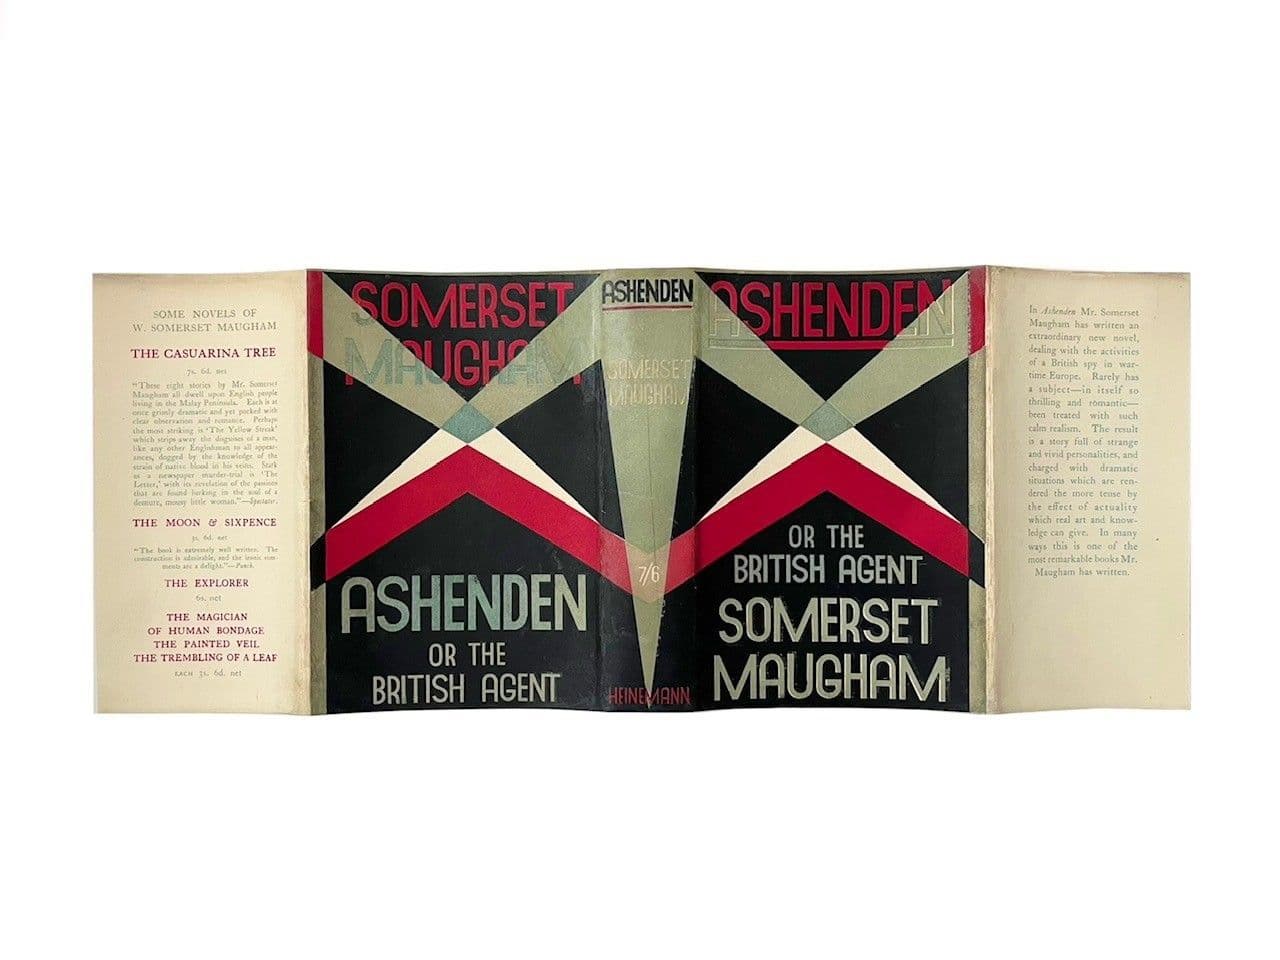 SOME NOVELS OF
W. SOMERSET MAUGHAM
THE CASUARINA TREE
7s. 6d. net
"These eight stories by Mr. Somerset
Maugham all dwell upon English people
living in the Malay Peninsula. Each is at
once grimly dramatic and yet packed with
clear observation and romance. Perhaps
the most striking is 'The Yellow Streak'
which strips away the disguises of a man,
like any other Englishman to all appear-
ances, dogged by the knowledge of the
strain of native blood in his veins. Stark
as a newspaper murder-trial is 'The
Letter,' with its revelation of the passions
that are found lurking in the soul of a
demure, mousy little woman."—Spectator.
THE MOON & SIXPENCE
3s. 6d. net
"The book is extremely well written. The
construction is admirable, and the ironic com-
ments are a delight."—Punch.
THE EXPLORER
6s. net
THE MAGICIAN
OF HUMAN BONDAGE
THE PAINTED VEIL
THE TREMBLING OF A LEAF
EACH 3s. 6d. net
SOMERSET
MAUGHAM
ASHENDEN
OR THE
BRITISH AGENT
ASHENDEN
SOMERSET
MAUGHAM
7/6
HEINEMANN
ASHENDEN
OR THE
BRITISH AGENT
SOMERSET
MAUGHAM
In Ashenden Mr. Somerset
Maugham has written an
extraordinary new novel,
dealing with the activities
of a British spy in war-
time Europe. Rarely has
a subject—in itself so
thrilling and romantic—
been treated with such
calm realism. The result
is a story full of strange
and vivid personalities, and
charged with dramatic
situations which are ren-
dered the more tense by
the effect of actuality
which real art and know-
ledge can give. In many
ways this is one of the
most remarkable books Mr.
Maugham has written.